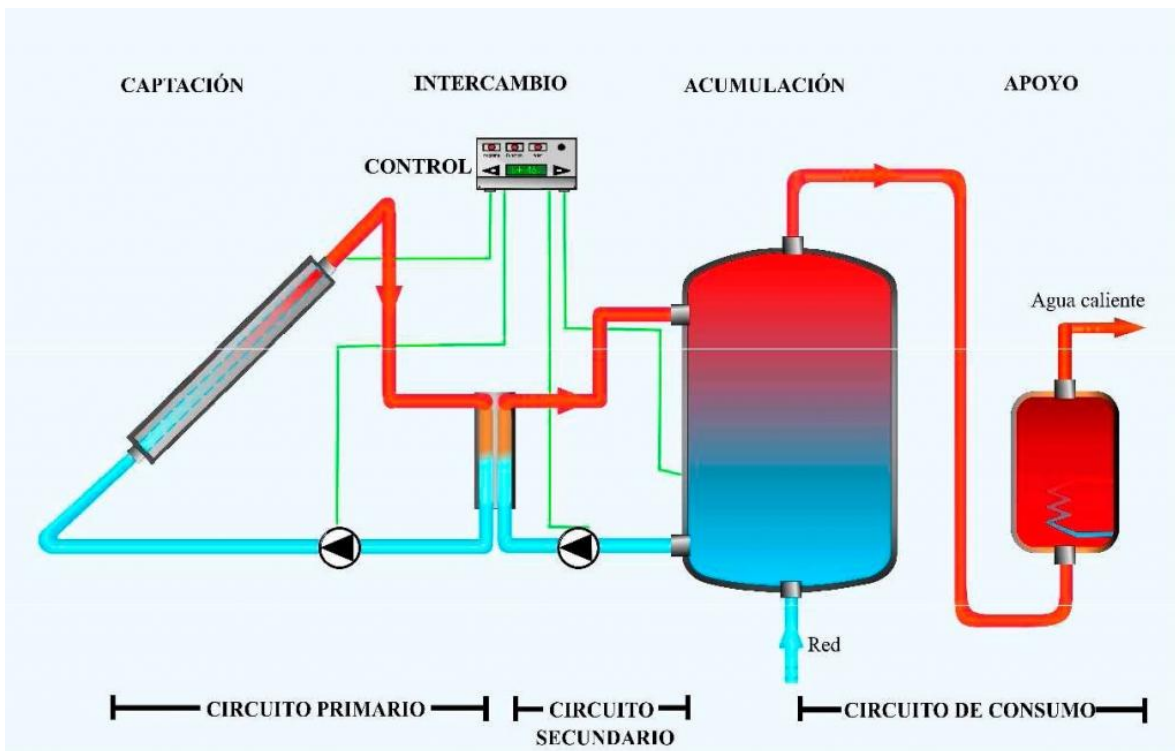 CAPTACIÓN
INTERCAMBIO
ACUMULACIÓN
APOYO
CONTROL
Agua caliente
Red
CIRCUITO PRIMARIO
CIRCUITO
SECUNDARIO
CIRCUITO DE CONSUMO